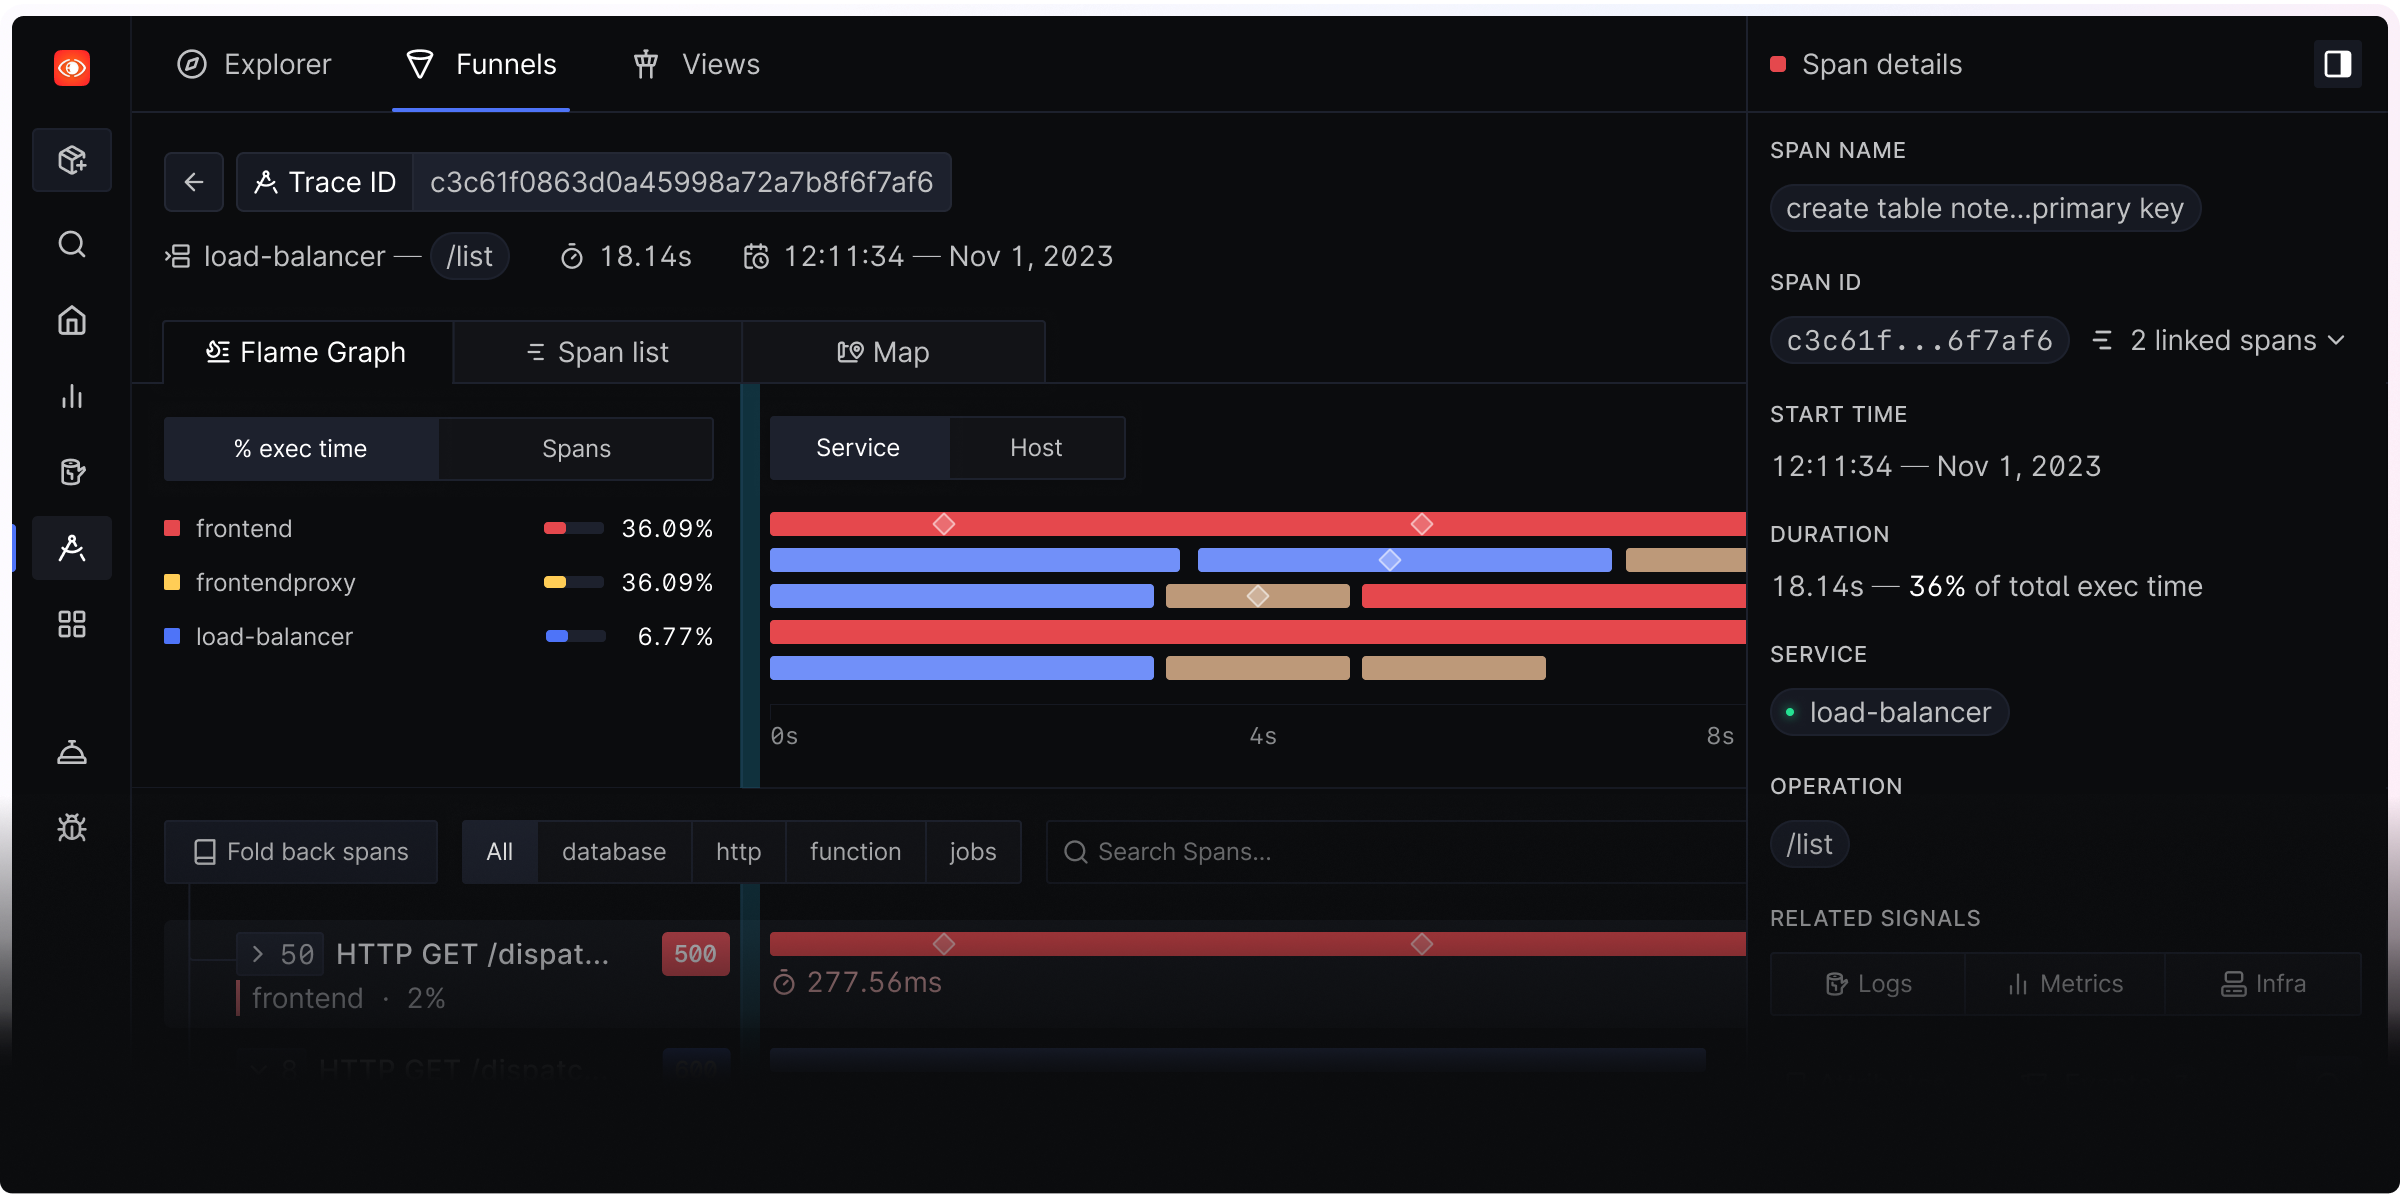 Explorer
Funnels
Views
Span details
Trace ID
c3c61f0863d0a45998a72a7b8f6f7af6
load-balancer — /list
18.14s
12:11:34 — Nov 1, 2023
Flame Graph
Span list
Map
% exec time
Spans
Service
Host
frontend 36.09%
frontendproxy 36.09%
load-balancer 6.77%
0s 4s 8s
Fold back spans
All
database
http
function
jobs
Search Spans...
50 HTTP GET /dispat... 500
frontend · 2%
277.56ms
8 HTTP GET /dispatc...
SPAN NAME
create table note...primary key
SPAN ID
c3c61f...6f7af6
2 linked spans
START TIME
12:11:34 — Nov 1, 2023
DURATION
18.14s — 36% of total exec time
SERVICE
load-balancer
OPERATION
/list
RELATED SIGNALS
Logs
Metrics
Infra